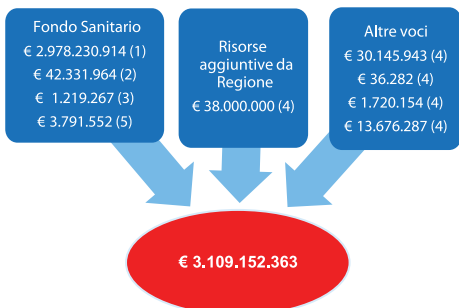 Fondo Sanitario
€ 2.978.230.914 (1)
€ 42.331.964 (2)
€ 1.219.267 (3)
€ 3.791.552 (5)
Risorse
aggiuntive da
Regione
€ 38.000.000 (4)
Altre voci
€ 30.145.943 (4)
€ 36.282 (4)
€ 1.720.154 (4)
€ 13.676.287 (4)
€ 3.109.152.363